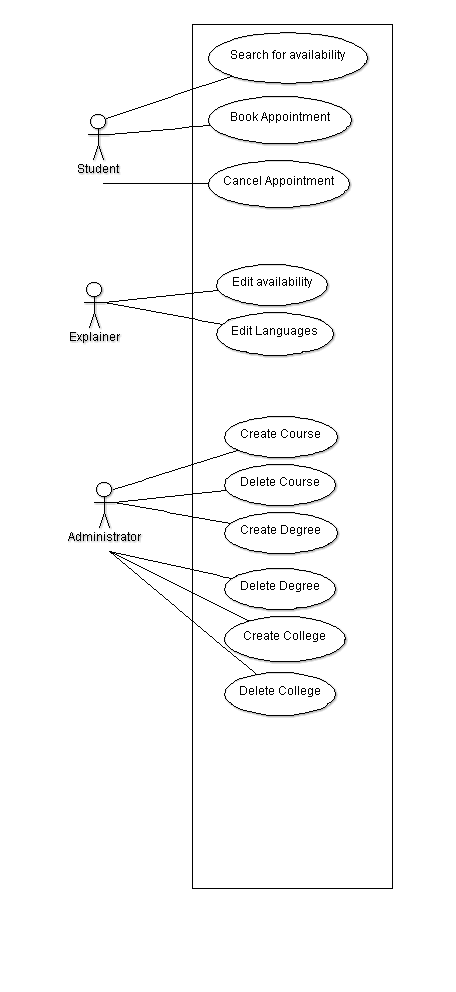 Search for availability
Book Appointment
Student
Cancel Appointment
Edit availability
Explainer
Edit Languages
Create Course
Delete Course
Create Degree
Administrator
Delete Degree
Create College
Delete College